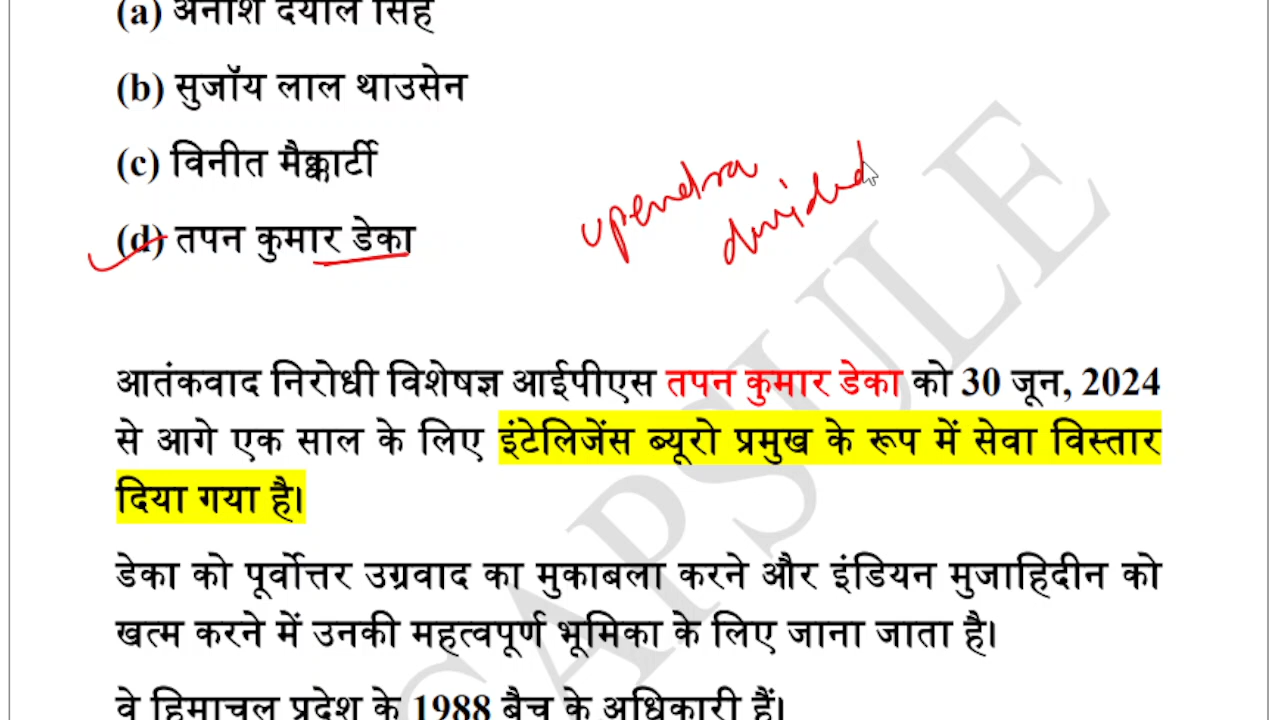 (a) अनीश दयाल सिंह
(b) सुजॉय लाल थाउसेन
(c) विनीत मैक्कार्टी
(d) तपन कुमार डेका
upendra
dwivedi
आतंकवाद निरोधी विशेषज्ञ आईपीएस तपन कुमार डेका को 30 जून, 2024
से आगे एक साल के लिए इंटेलिजेंस ब्यूरो प्रमुख के रूप में सेवा विस्तार
दिया गया है।
डेका को पूर्वोत्तर उग्रवाद का मुकाबला करने और इंडियन मुजाहिदीन को
खत्म करने में उनकी महत्वपूर्ण भूमिका के लिए जाना जाता है।
वे हिमाचल प्रदेश के 1988 बैच के अधिकारी हैं।
CAPSULE